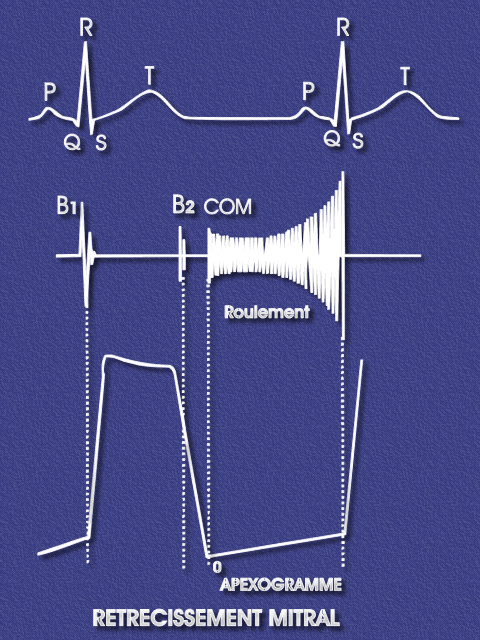 R R
P T P T
Q S Q S
B1 B2 COM
Roulement
0
APEXOGRAMME
RETRECISSEMENT MITRAL